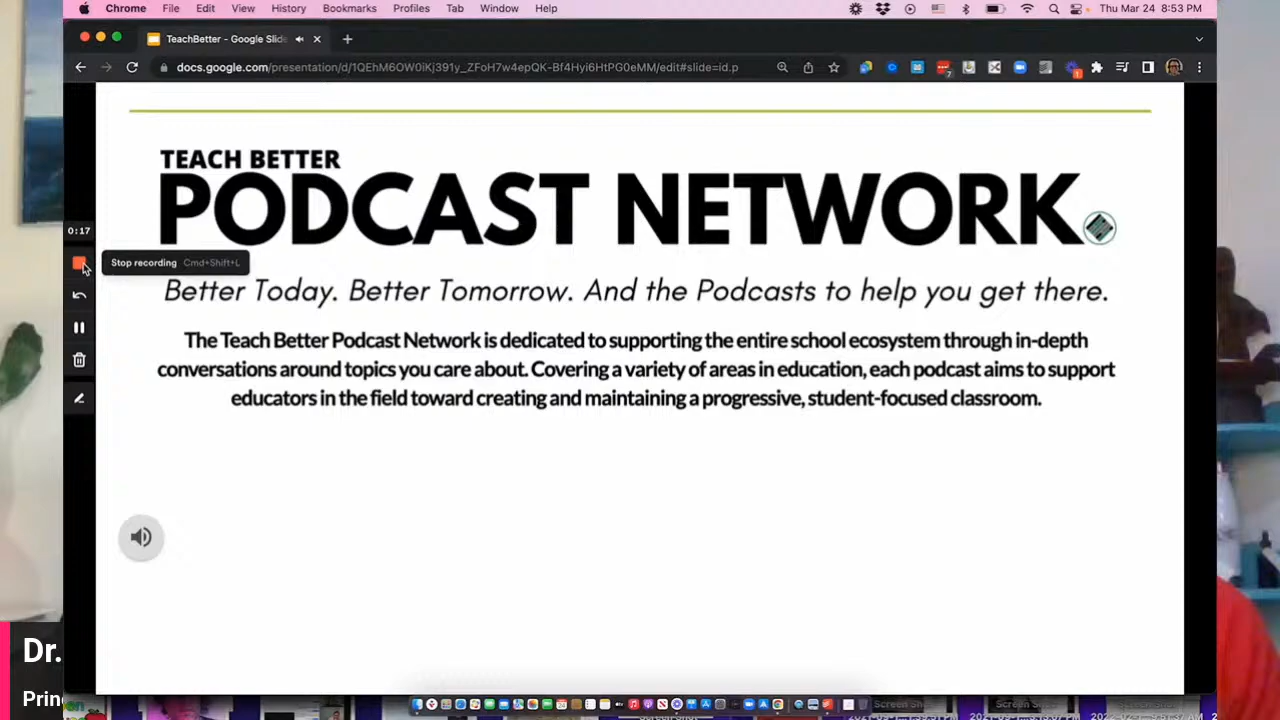 Chrome File Edit View History Bookmarks Profiles Tab Window Help Thu Mar 24 8:53 PM
TeachBetter - Google Slide
docs.google.com/presentation/d/1QEhM6OW0iKj391y_ZFoH7w4epQK-Bf4Hyi6HtPG0eMM/edit#slide=id.p
TEACH BETTER
PODCAST NETWORK
0:17
Stop recording Cmd+Shift+L
Better Today. Better Tomorrow. And the Podcasts to help you get there.
The Teach Better Podcast Network is dedicated to supporting the entire school ecosystem through in-depth
conversations around topics you care about. Covering a variety of areas in education, each podcast aims to support
educators in the field toward creating and maintaining a progressive, student-focused classroom.
Dr.
Prin